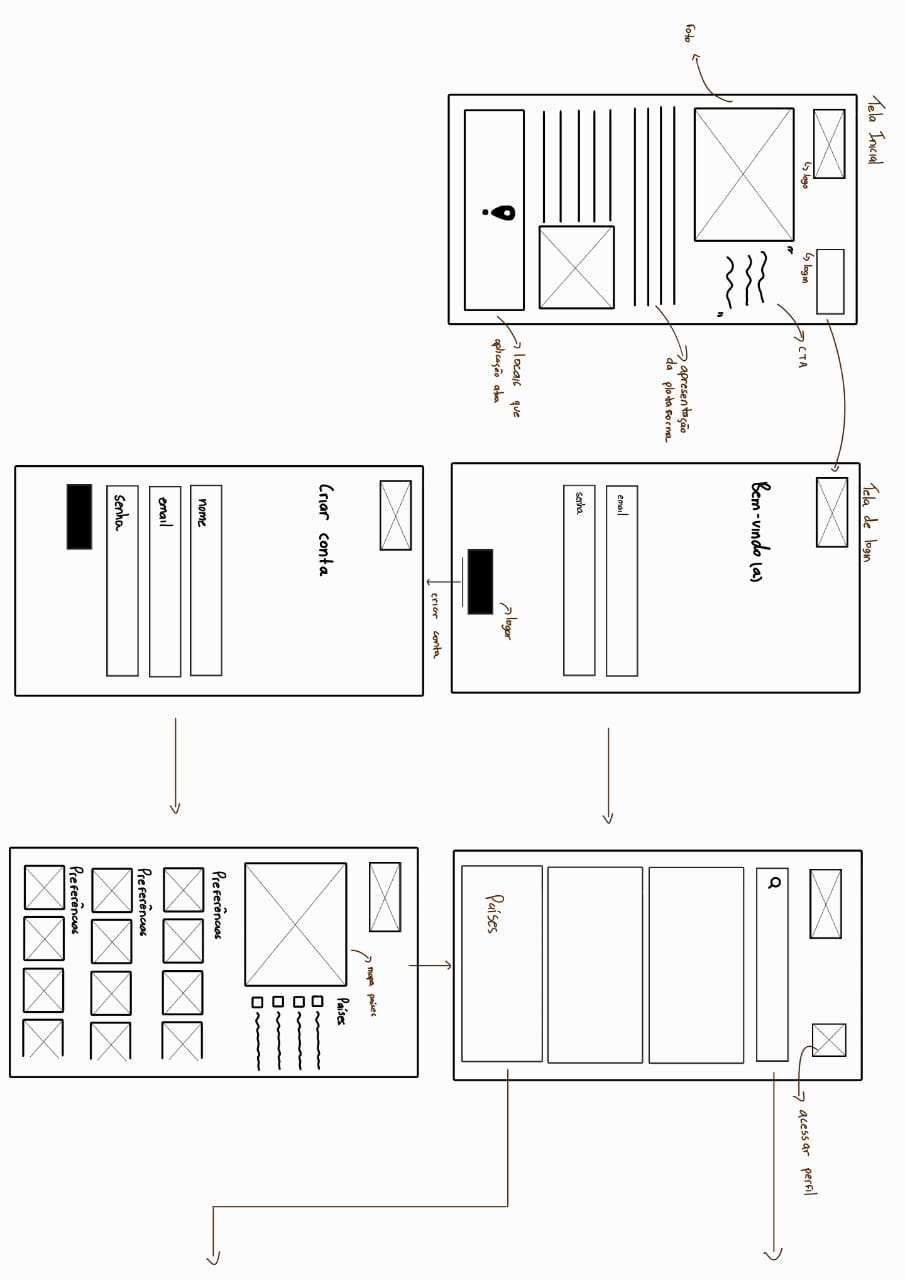 Tela Inicial
logo
login
CTA
"
"
Foto
apresentação
da plataforma
locais que
aplicação atua
Tela de login
Bem-vindo (a)
email
senha
logar
criar conta
Criar conta
nome
email
senha
acessar perfil
Países
mapa países
Países
Preferências
Preferências
Preferências